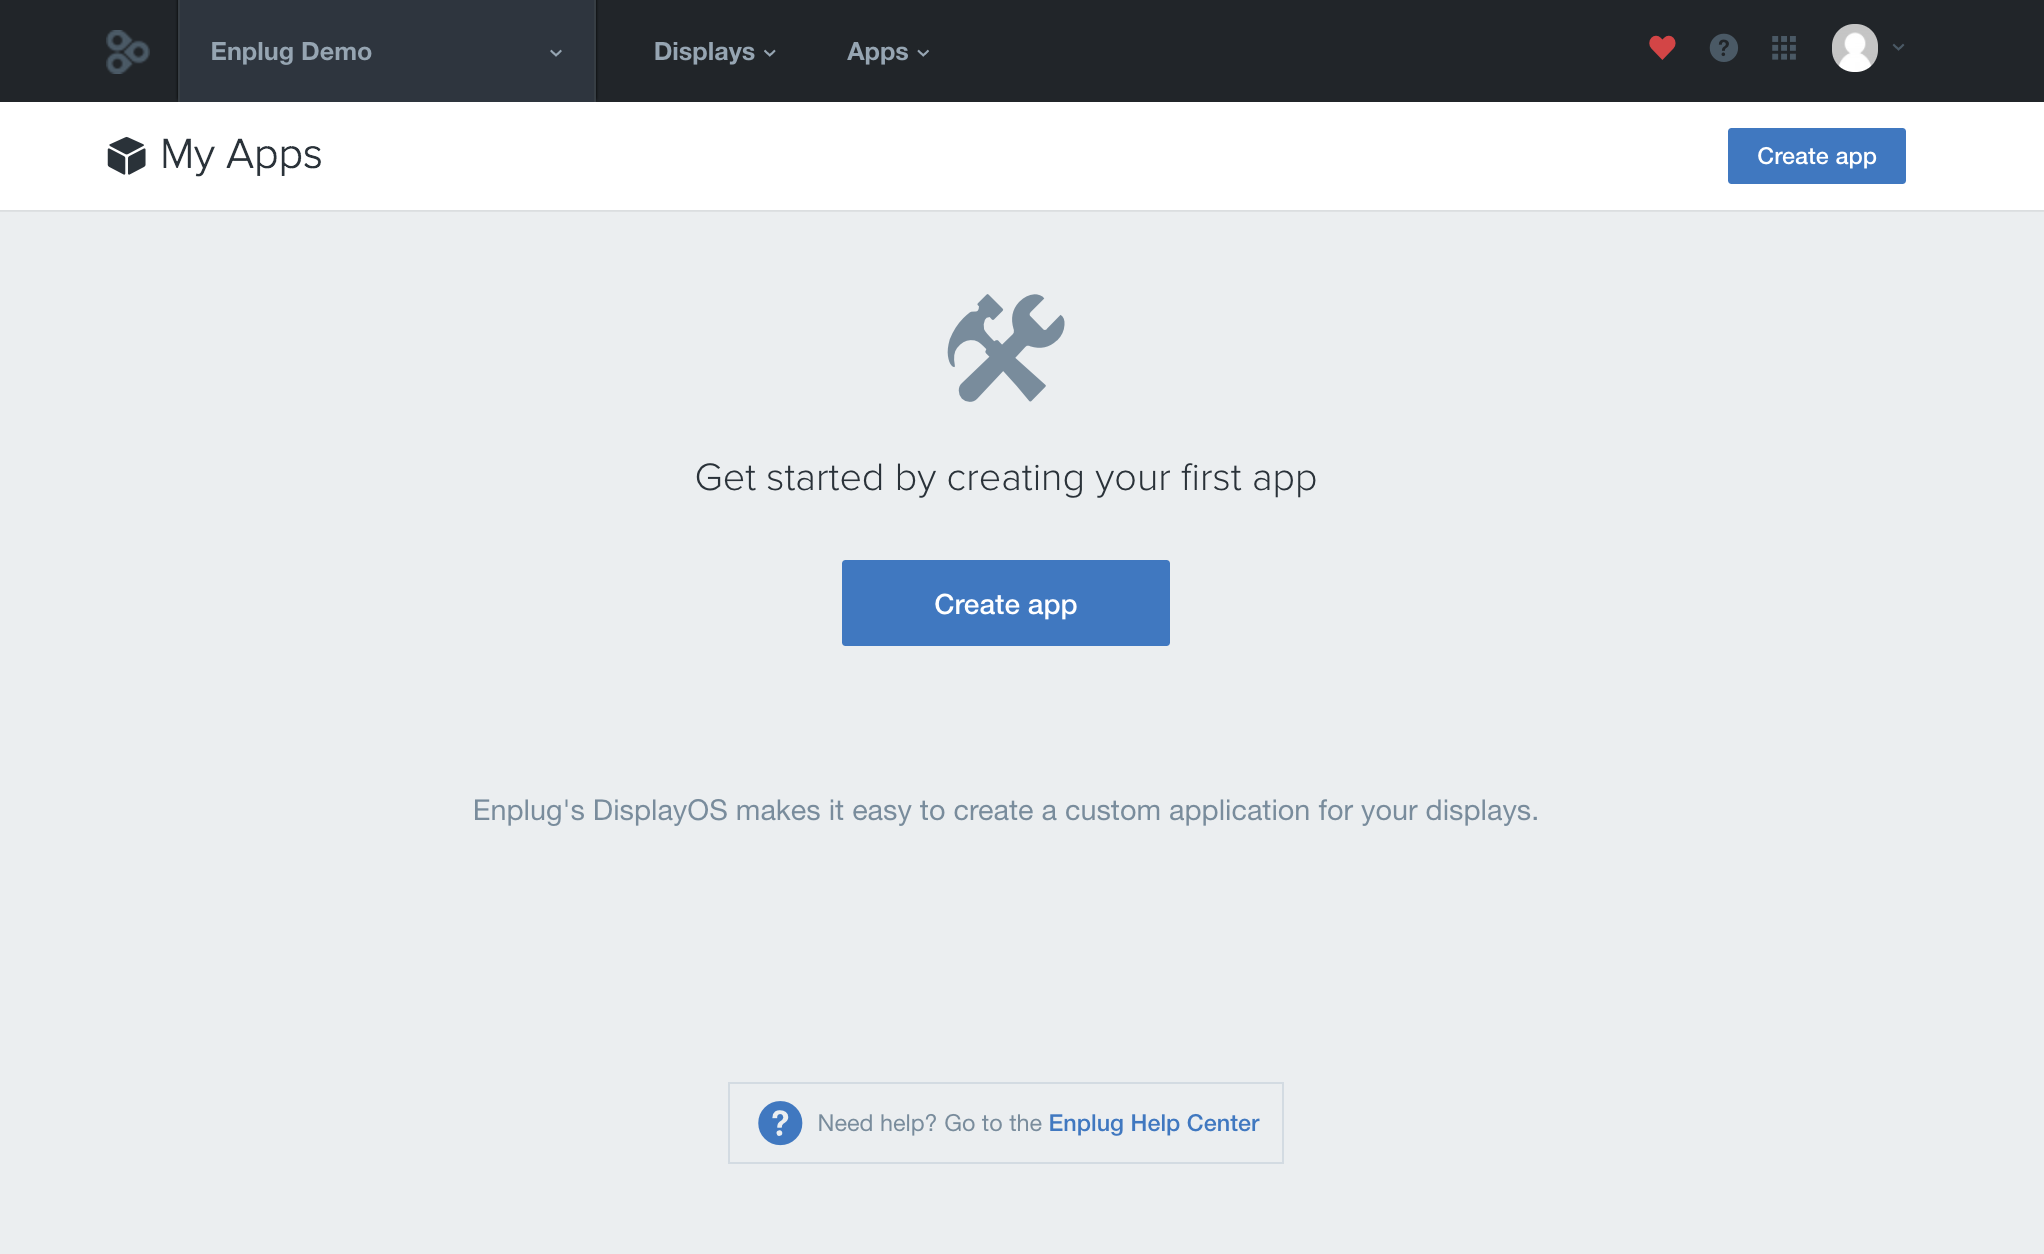 Enplug Demo
Displays
Apps
?
My Apps
Create app
Get started by creating your first app
Create app
Enplug's DisplayOS makes it easy to create a custom application for your displays.
? Need help? Go to the Enplug Help Center